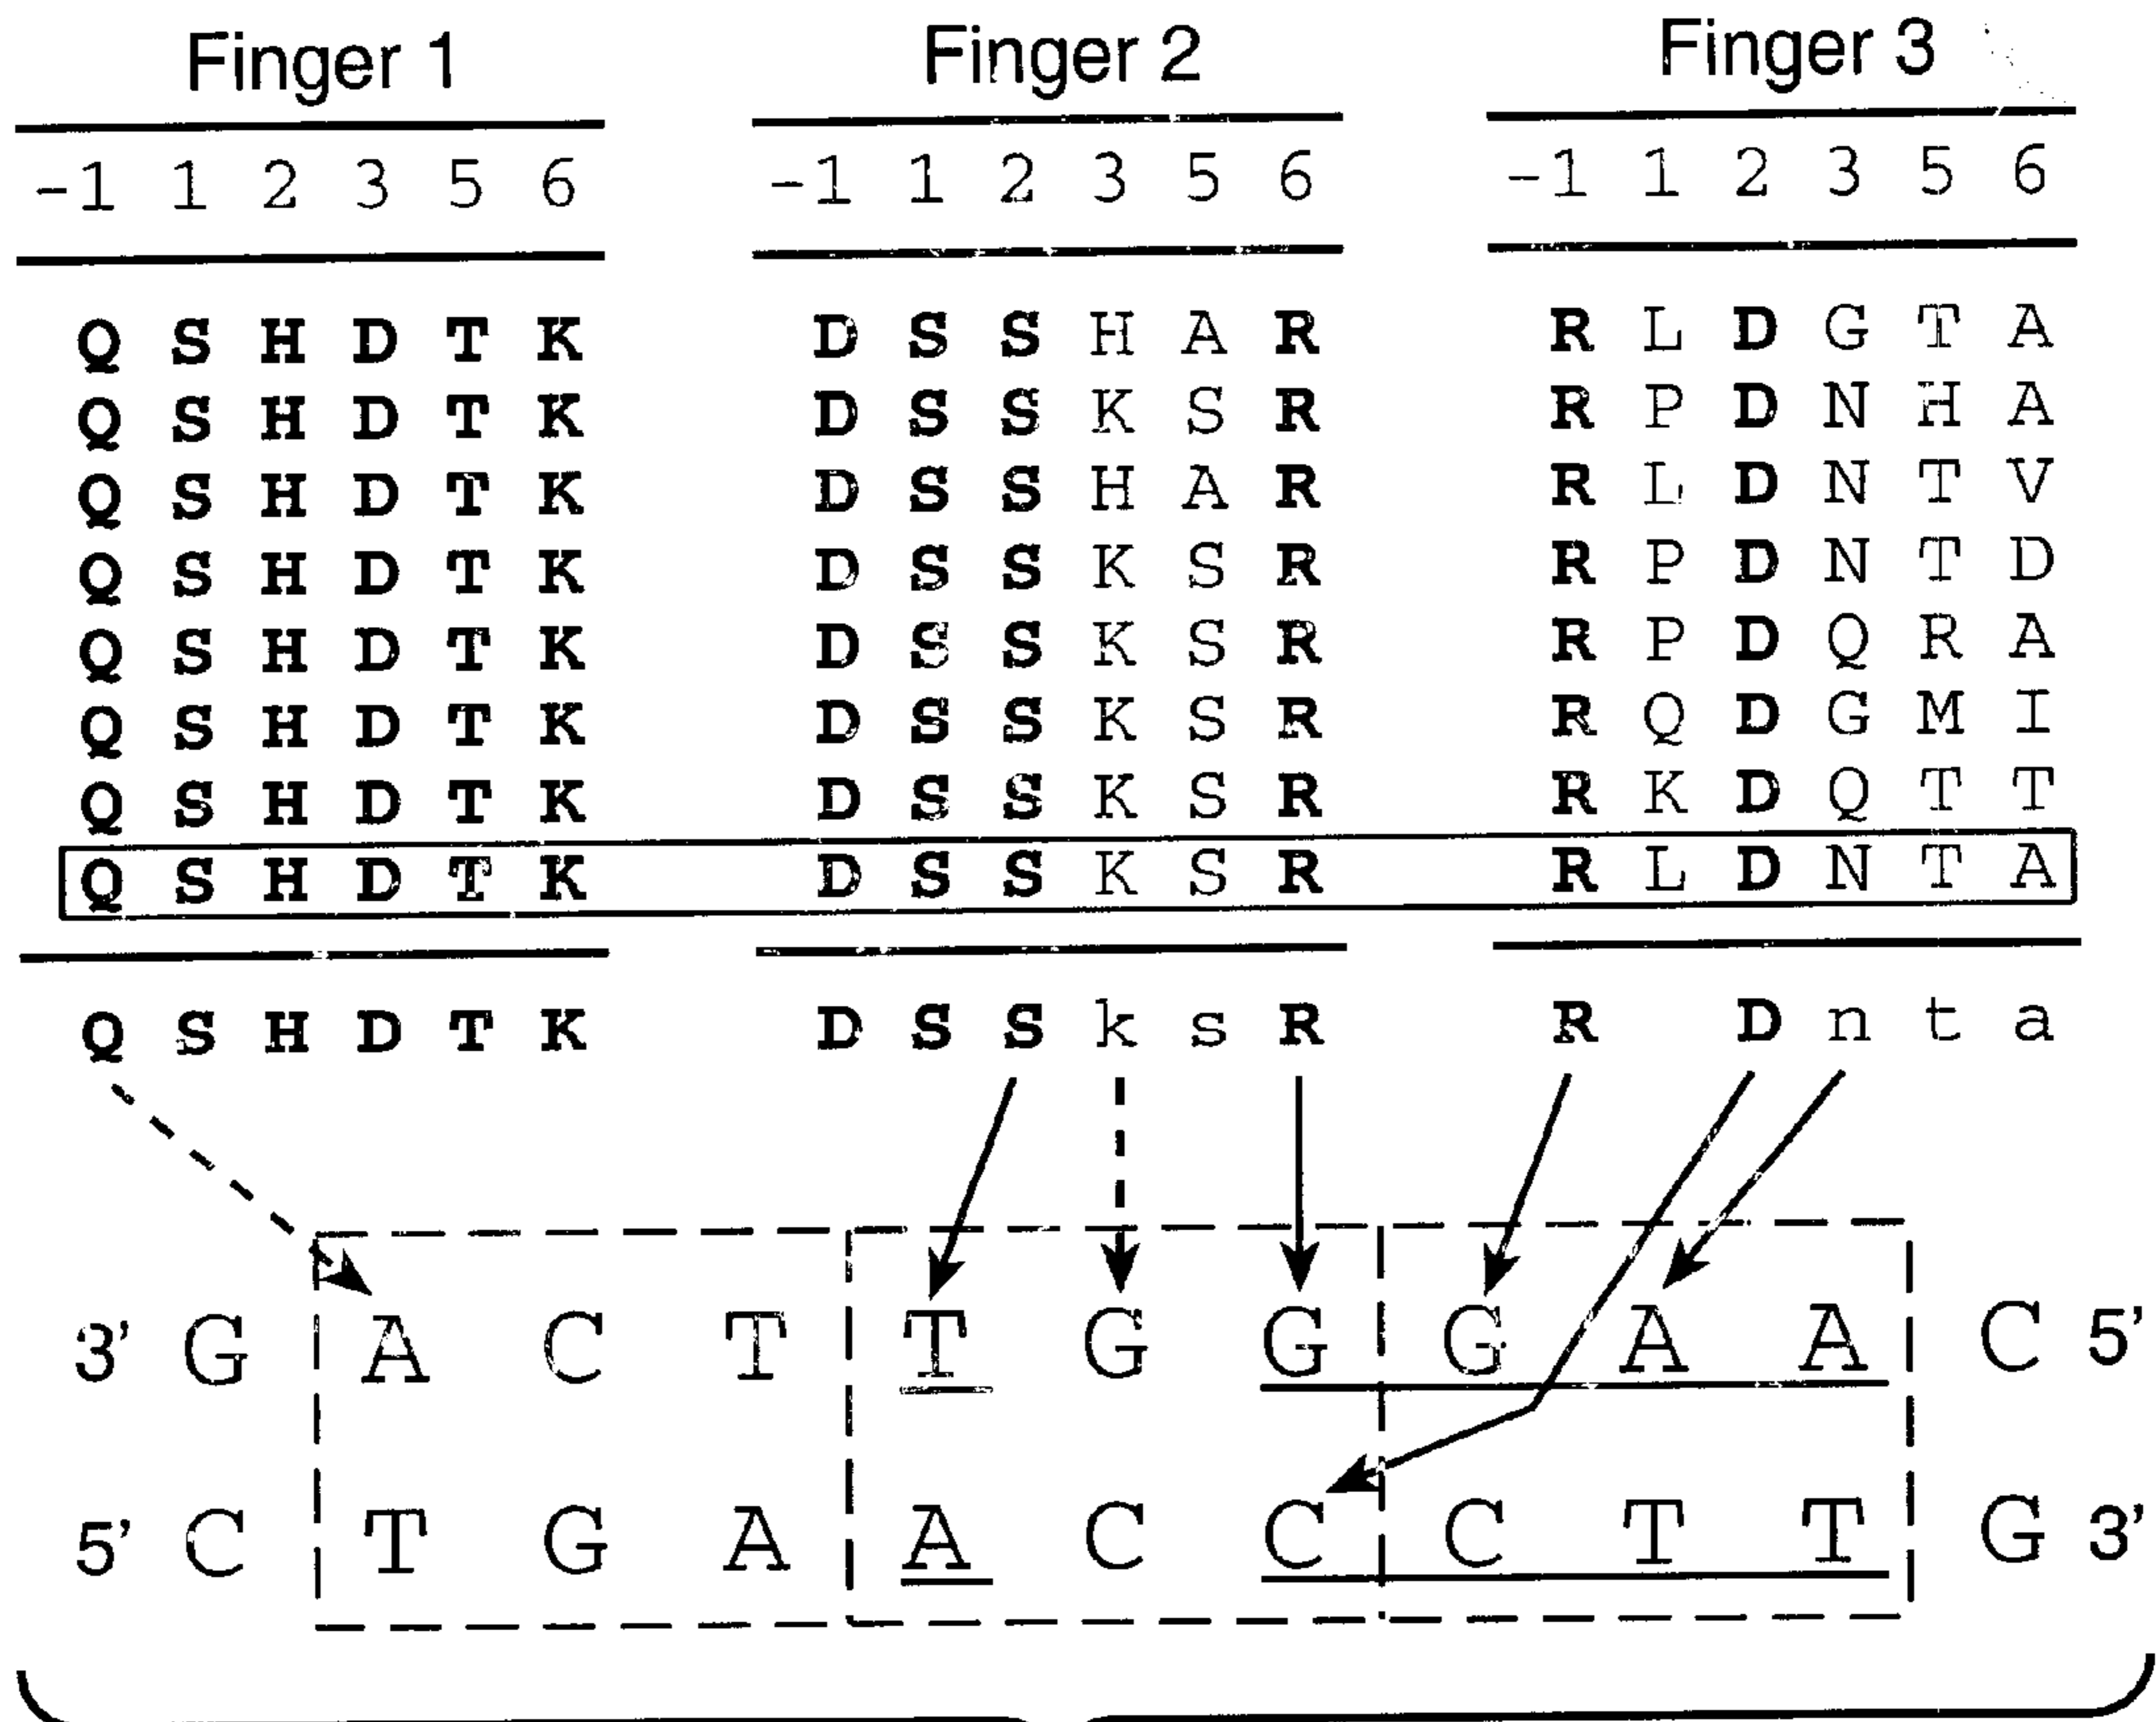 Finger 1 Finger 2 Finger 3
-1 1 2 3 5 6 -1 1 2 3 5 6 -1 1 2 3 5 6
Q S H D T K D S S H A R R L D G T A
Q S H D T K D S S K S R R P D N H A
Q S H D T K D S S H A R R L D N T V
Q S H D T K D S S K S R R P D N T D
Q S H D T K D S S K S R R P D Q R A
Q S H D T K D S S K S R R Q D G M I
Q S H D T K D S S K S R R K D Q T T
Q S H D T K D S S K S R R L D N T A
Q S H D T K D S S k s R R D n t a
3' G A C T T G G G A A C 5'
5' C T G A A C C C T T G 3'